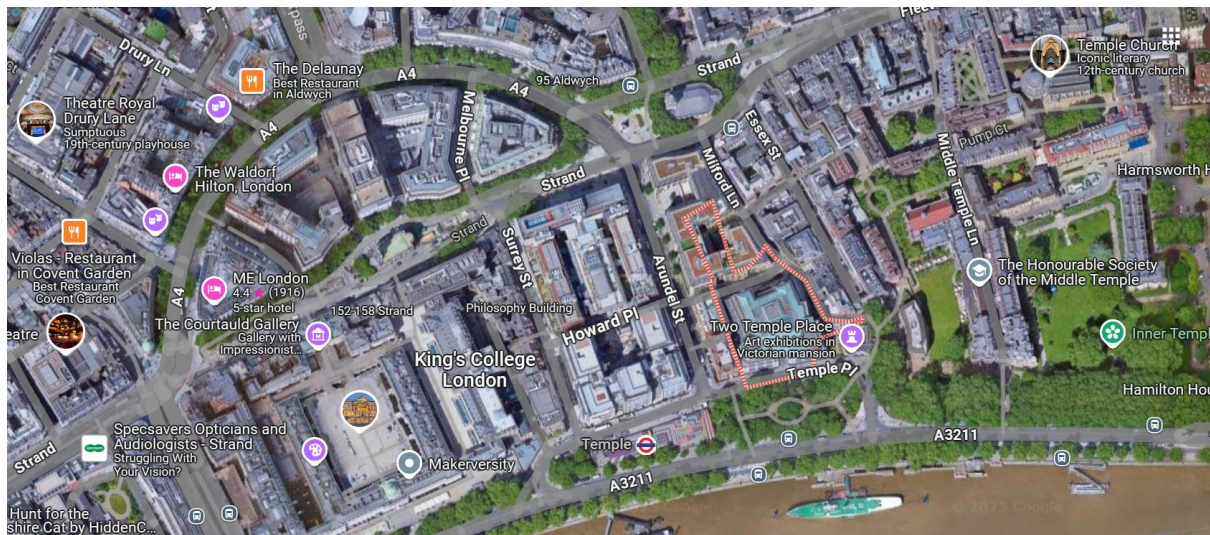 Drury Ln
The Delaunay
Best Restaurant
in Aldwych
A4
A4
95 Aldwych
Strand
Temple Church
Iconic literary
12th-century church
Theatre Royal
Drury Lane
Sumptuous
19th-century playhouse
A4
Melbourne Pl
Essex St
Milford Ln
Middle Temple Ln
Pump Ct
Harmsworth H
The Waldorf
Hilton, London
Strand
Strand
Surrey St
Arundel St
Violas - Restaurant
in Covent Garden
Best Restaurant
Covent Garden
A4
ME London
4.4 ★ (1916)
5-star hotel
152-158 Strand
Philosophy Building
The Honourable Society
of the Middle Temple
The Courtauld Gallery
Gallery with
Impressionist...
Howard Pl
Two Temple Place
Art exhibitions in
Victorian mansion
eatre
Inner Templ
King's College
London
Temple Pl
Hamilton Hou
Specsavers Opticians and
Audiologists - Strand
Struggling With
Your Vision?
Strand
Makerversity
Temple
A3211
A3211
Hunt for the
shire Cat by HiddenC...
© 2025 Google